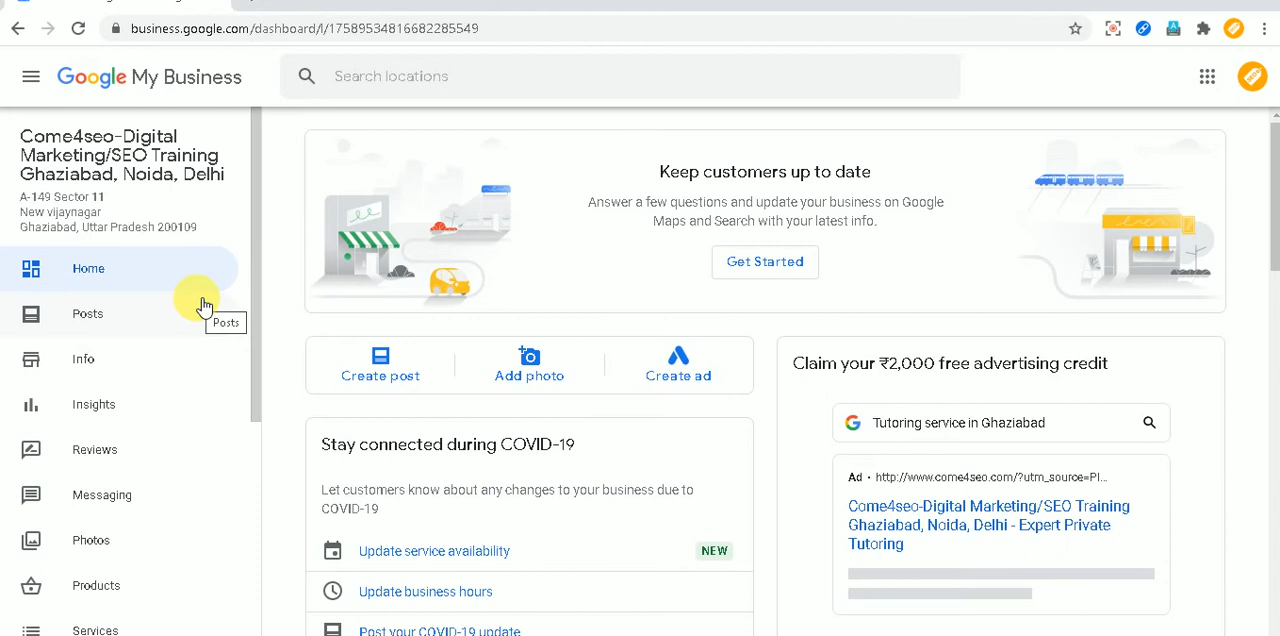 business.google.com/dashboard/l/17589534816682285549
Google My Business
Search locations
Come4seo-Digital
Marketing/SEO Training
Ghaziabad, Noida, Delhi
A-149 Sector 11
New vijaynagar
Ghaziabad, Uttar Pradesh 200109
Home
Posts
Posts
Info
Insights
Reviews
Messaging
Photos
Products
Services
Keep customers up to date
Answer a few questions and update your business on Google
Maps and Search with your latest info.
Get Started
Create post
Add photo
Create ad
Stay connected during COVID-19
Let customers know about any changes to your business due to
COVID-19
Update service availability
NEW
Update business hours
Post your COVID-19 update
Claim your ₹2,000 free advertising credit
Tutoring service in Ghaziabad
Ad • http://www.come4seo.com/?utm_source=Pl...
Come4seo-Digital Marketing/SEO Training
Ghaziabad, Noida, Delhi - Expert Private
Tutoring